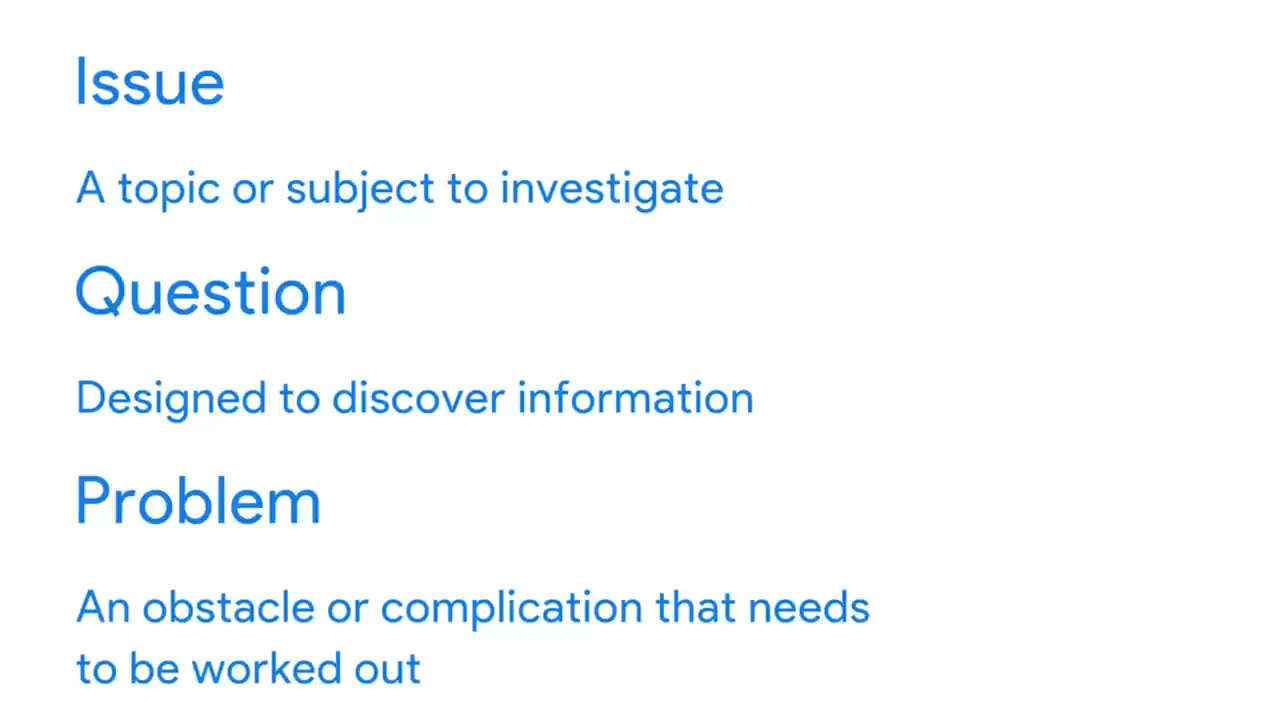 Issue
A topic or subject to investigate
Question
Designed to discover information
Problem
An obstacle or complication that needs
to be worked out